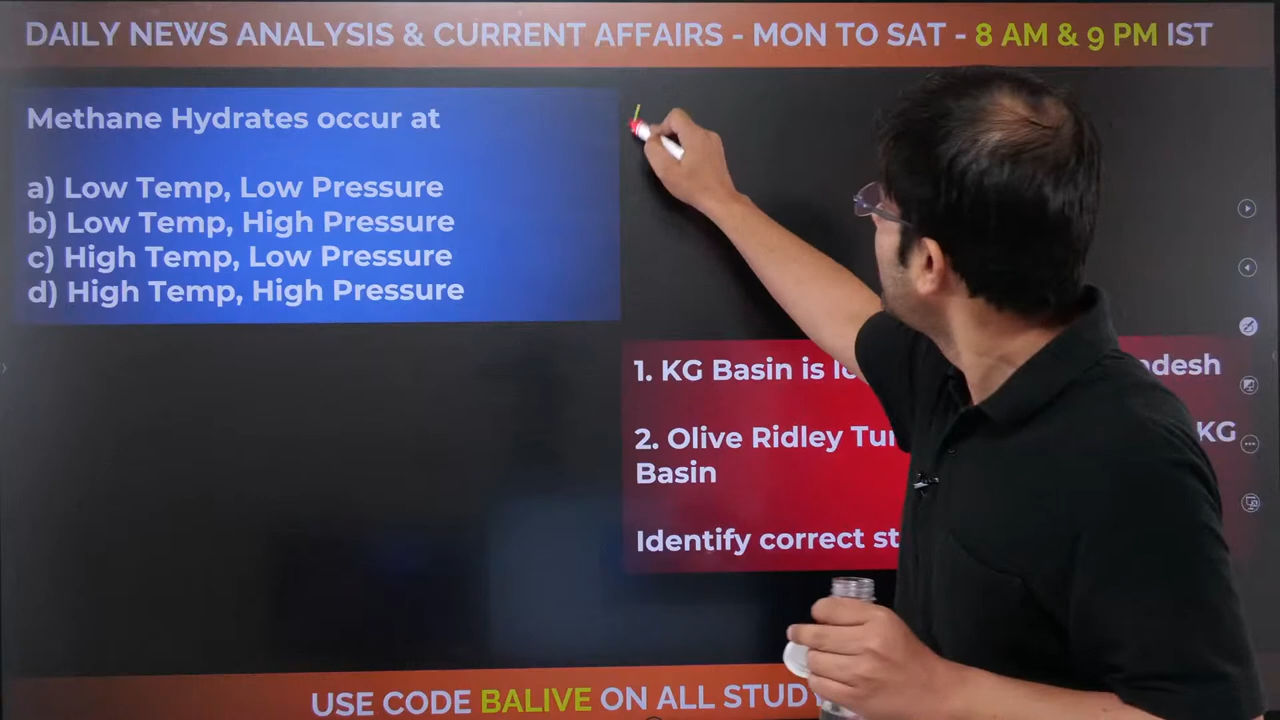 DAILY NEWS ANALYSIS & CURRENT AFFAIRS - MON TO SAT - 8 AM & 9 PM IST
Methane Hydrates occur at
a) Low Temp, Low Pressure
b) Low Temp, High Pressure
c) High Temp, Low Pressure
d) High Temp, High Pressure
1. KG Basin is
2. Olive Ridley KG
Basin
Identify correct
USE CODE BALIVE ON ALL